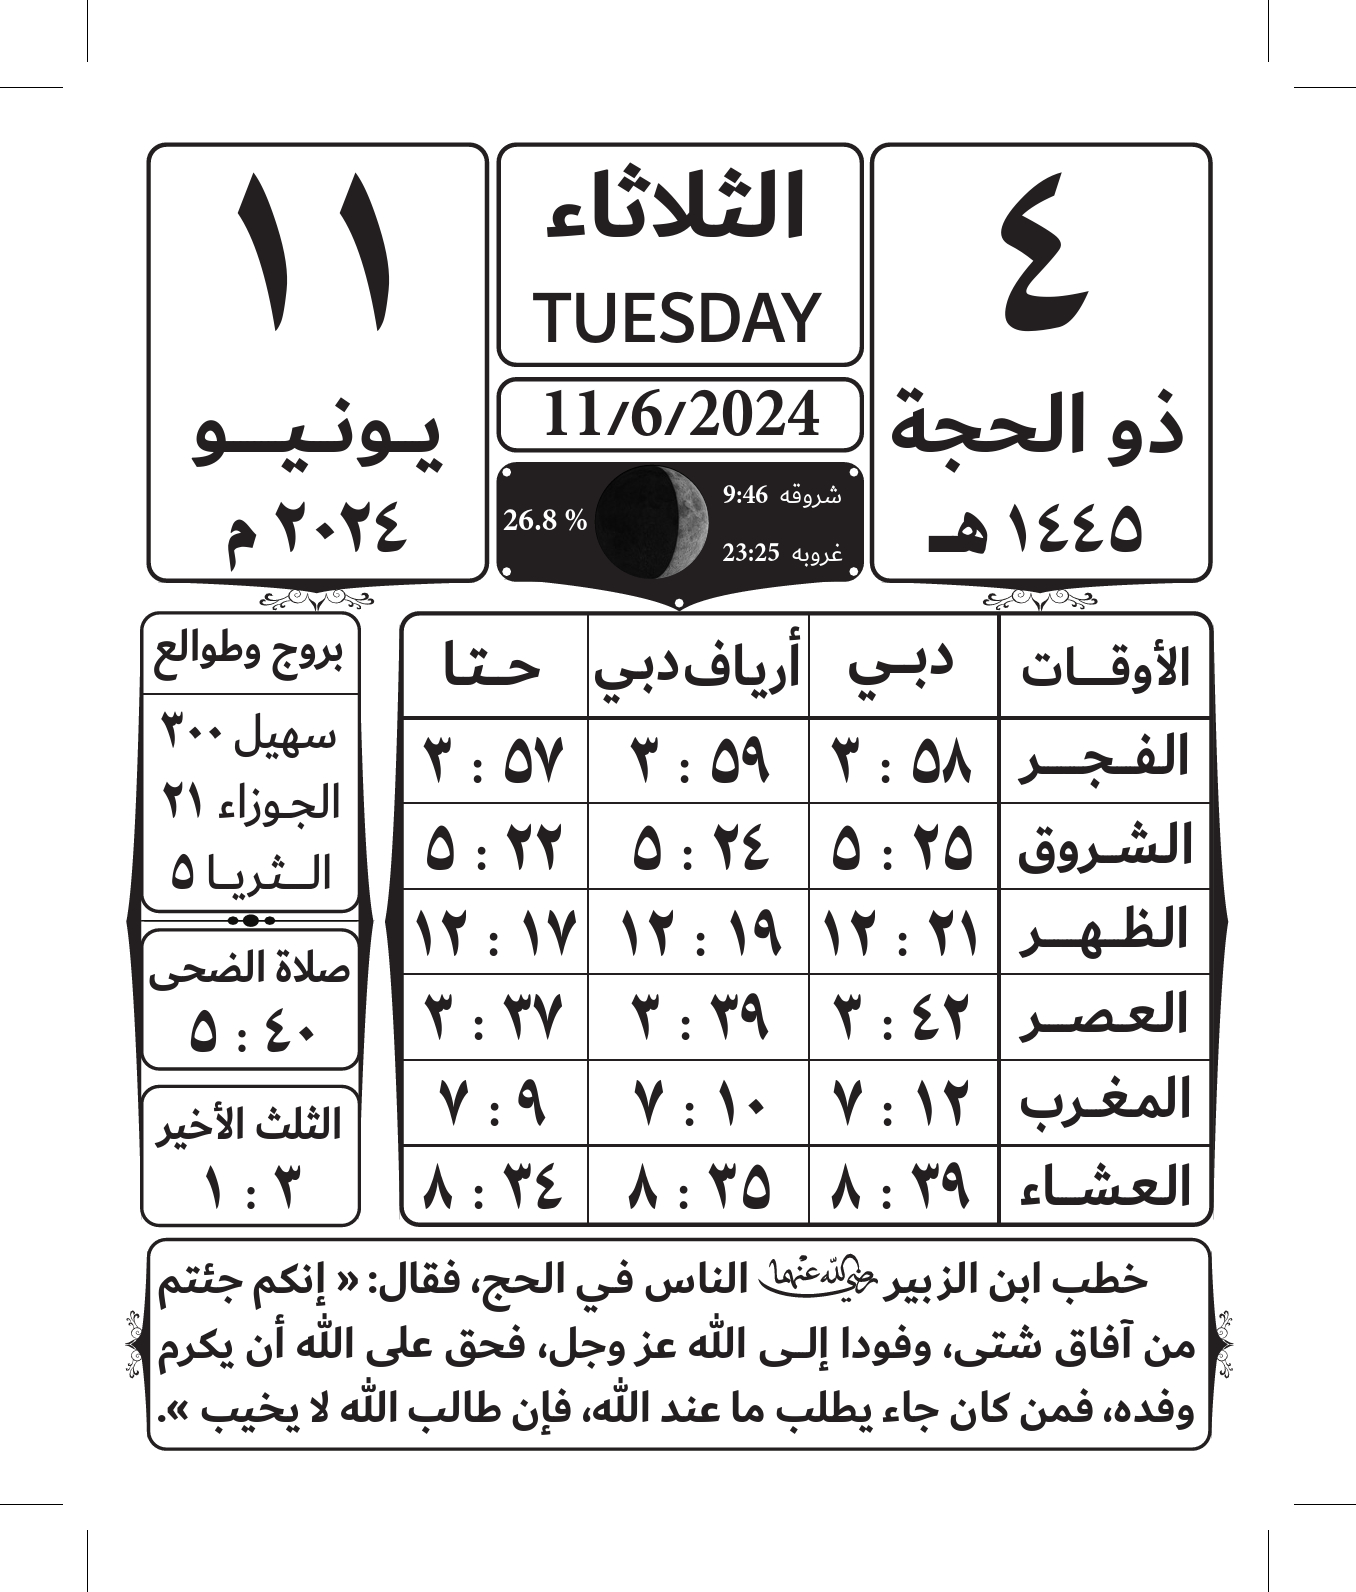 ٤
ذو الحجة
١٤٤٥ هـ
الثلاثاء
TUESDAY
11/6/2024
شروقه 9:46
غروبه 23:25
26.8 %
١١
يونيو
٢٠٢٤ م
الأوقات دبي أرياف دبي حتا
الفجر ٣ : ٥٨ ٣ : ٥٩ ٣ : ٥٧
الشروق ٥ : ٢٥ ٥ : ٢٤ ٥ : ٢٢
الظهر ١٢ : ٢١ ١٢ : ١٩ ١٢ : ١٧
العصر ٣ : ٤٢ ٣ : ٣٩ ٣ : ٣٧
المغرب ٧ : ١٢ ٧ : ١٠ ٧ : ٩
العشاء ٨ : ٣٩ ٨ : ٣٥ ٨ : ٣٤
بروج وطوالع
سهيل ٣٠٠
الجوزاء ٢١
الثريا ٥
صلاة الضحى
٥ : ٤٠
الثلث الأخير
١ : ٣
خطب ابن الزبير رضي الله عنهما الناس في الحج، فقال: « إنكم جئتم
من آفاق شتى، وفودا إلى الله عز وجل، فحق على الله أن يكرم
وفده، فمن كان جاء يطلب ما عند الله، فإن طالب الله لا يخيب ».